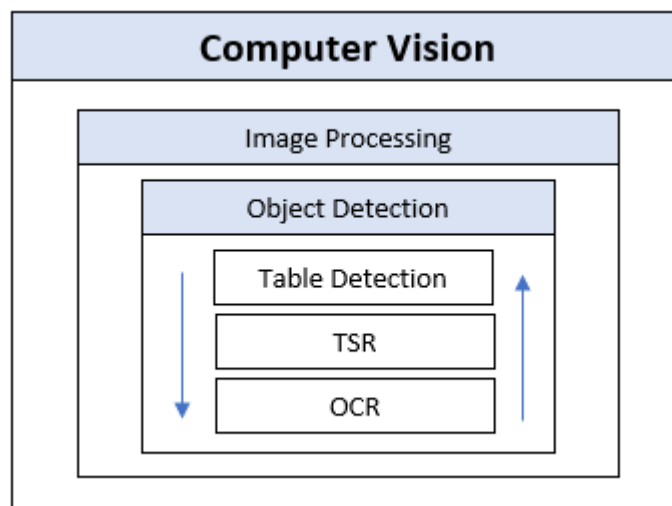 Computer Vision
Image Processing
Object Detection
Table Detection
TSR
OCR